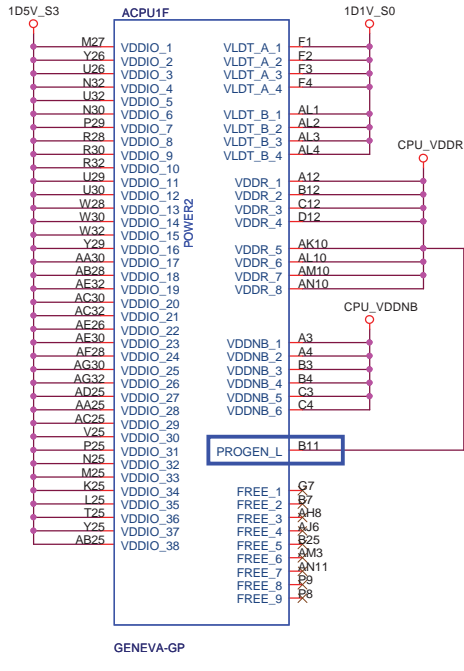 1D5V_S3
ACPU1F
1D1V_S0
M27 VDDIO_1 VLDT_A_1 F1
Y26 VDDIO_2 VLDT_A_2 F2
U26 VDDIO_3 VLDT_A_3 F3
N32 VDDIO_4 VLDT_A_4 F4
U32 VDDIO_5
N30 VDDIO_6 VLDT_B_1 AL1
P29 VDDIO_7 VLDT_B_2 AL2
R28 VDDIO_8 VLDT_B_3 AL3
R30 VDDIO_9 VLDT_B_4 AL4
CPU_VDDR
R32 VDDIO_10
U29 VDDIO_11 VDDR_1 A12
U30 VDDIO_12 VDDR_2 B12
W28 VDDIO_13 VDDR_3 C12
W30 VDDIO_14 VDDR_4 D12
W32 VDDIO_15
POWER2
Y29 VDDIO_16 VDDR_5 AK10
AA30 VDDIO_17 VDDR_6 AL10
AB28 VDDIO_18 VDDR_7 AM10
AE32 VDDIO_19 VDDR_8 AN10
AC30 VDDIO_20
CPU_VDDNB
AC32 VDDIO_21
AE26 VDDIO_22
AE30 VDDIO_23 VDDNB_1 A3
AF28 VDDIO_24 VDDNB_2 A4
AG30 VDDIO_25 VDDNB_3 B3
AG32 VDDIO_26 VDDNB_4 B4
AD25 VDDIO_27 VDDNB_5 C3
AA25 VDDIO_28 VDDNB_6 C4
AC25 VDDIO_29
V25 VDDIO_30
P25 VDDIO_31 PROGEN_L B11
N25 VDDIO_32
M25 VDDIO_33
K25 VDDIO_34 FREE_1 G7
L25 VDDIO_35 FREE_2 B7
T25 VDDIO_36 FREE_3 AH8
Y25 VDDIO_37 FREE_4 AJ6
AB25 VDDIO_38 FREE_5 B25
FREE_6 AM3
FREE_7 AN11
FREE_8 P9
FREE_9 P8
GENEVA-GP